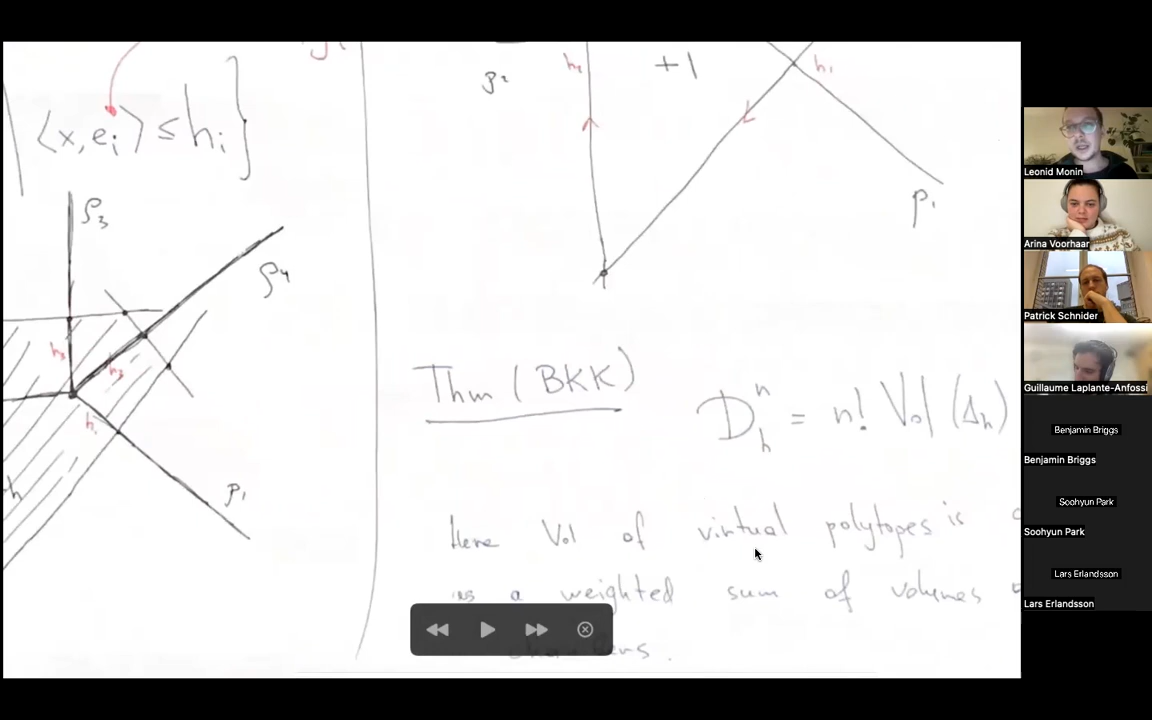 ⟨x, eᵢ⟩ ≤ hᵢ }
ρ₃
ρ₄
h₃
h₃
h₁
ρ₁
h
ρ₂
h₂
+1
h₁
ρ₁
Thm (BKK)
Dₕⁿ = n! Vol (Δₕ)
Here Vol of virtual polytopes is
as a weighted sum of volumes
Leonid Monin
Arina Voorhaar
Patrick Schnider
Guillaume Laplante-Anfossi
Benjamin Briggs
Benjamin Briggs
Soohyun Park
Soohyun Park
Lars Erlandsson
Lars Erlandsson